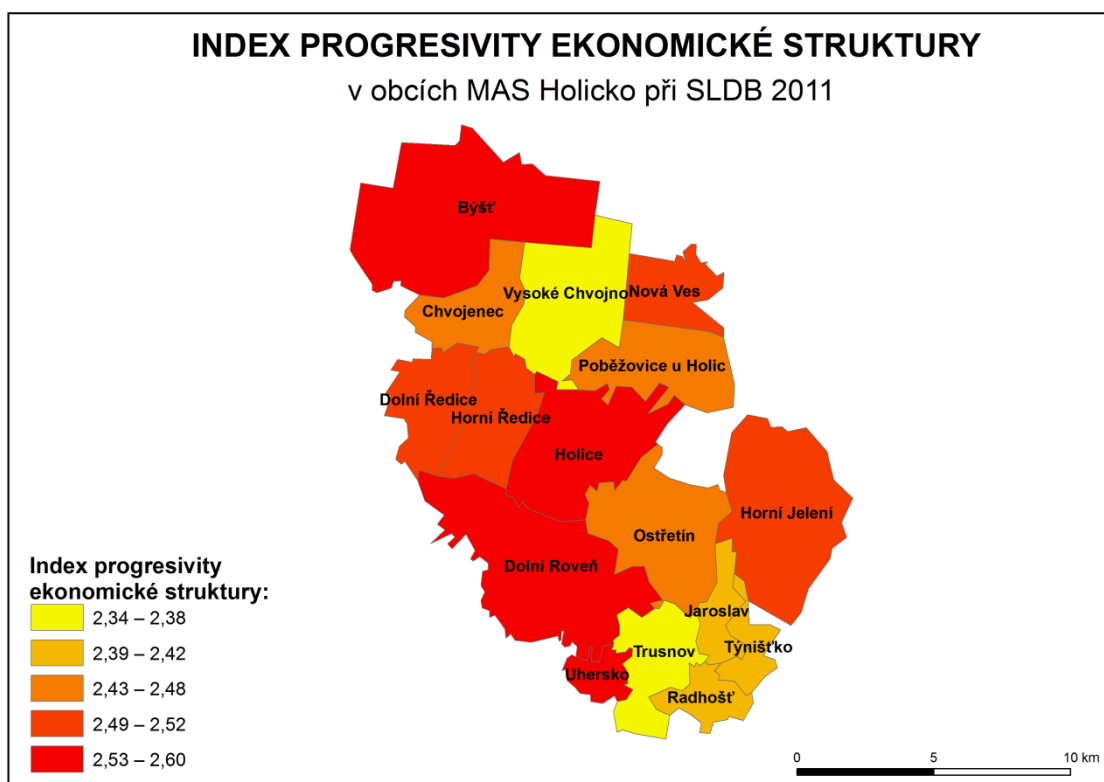 INDEX PROGRESIVITY EKONOMICKÉ STRUKTURY
v obcích MAS Holicko při SLDB 2011
Býšť
Vysoké Chvojno
Nová Ves
Chvojenec
Poběžovice u Holic
Dolní Ředice
Horní Ředice
Holice
Horní Jelení
Ostřetín
Dolní Roveň
Jaroslav
Týnišťko
Trusnov
Uhersko
Radhošť
Index progresivity
ekonomické struktury:
2,34 – 2,38
2,39 – 2,42
2,43 – 2,48
2,49 – 2,52
2,53 – 2,60
0 5 10 km